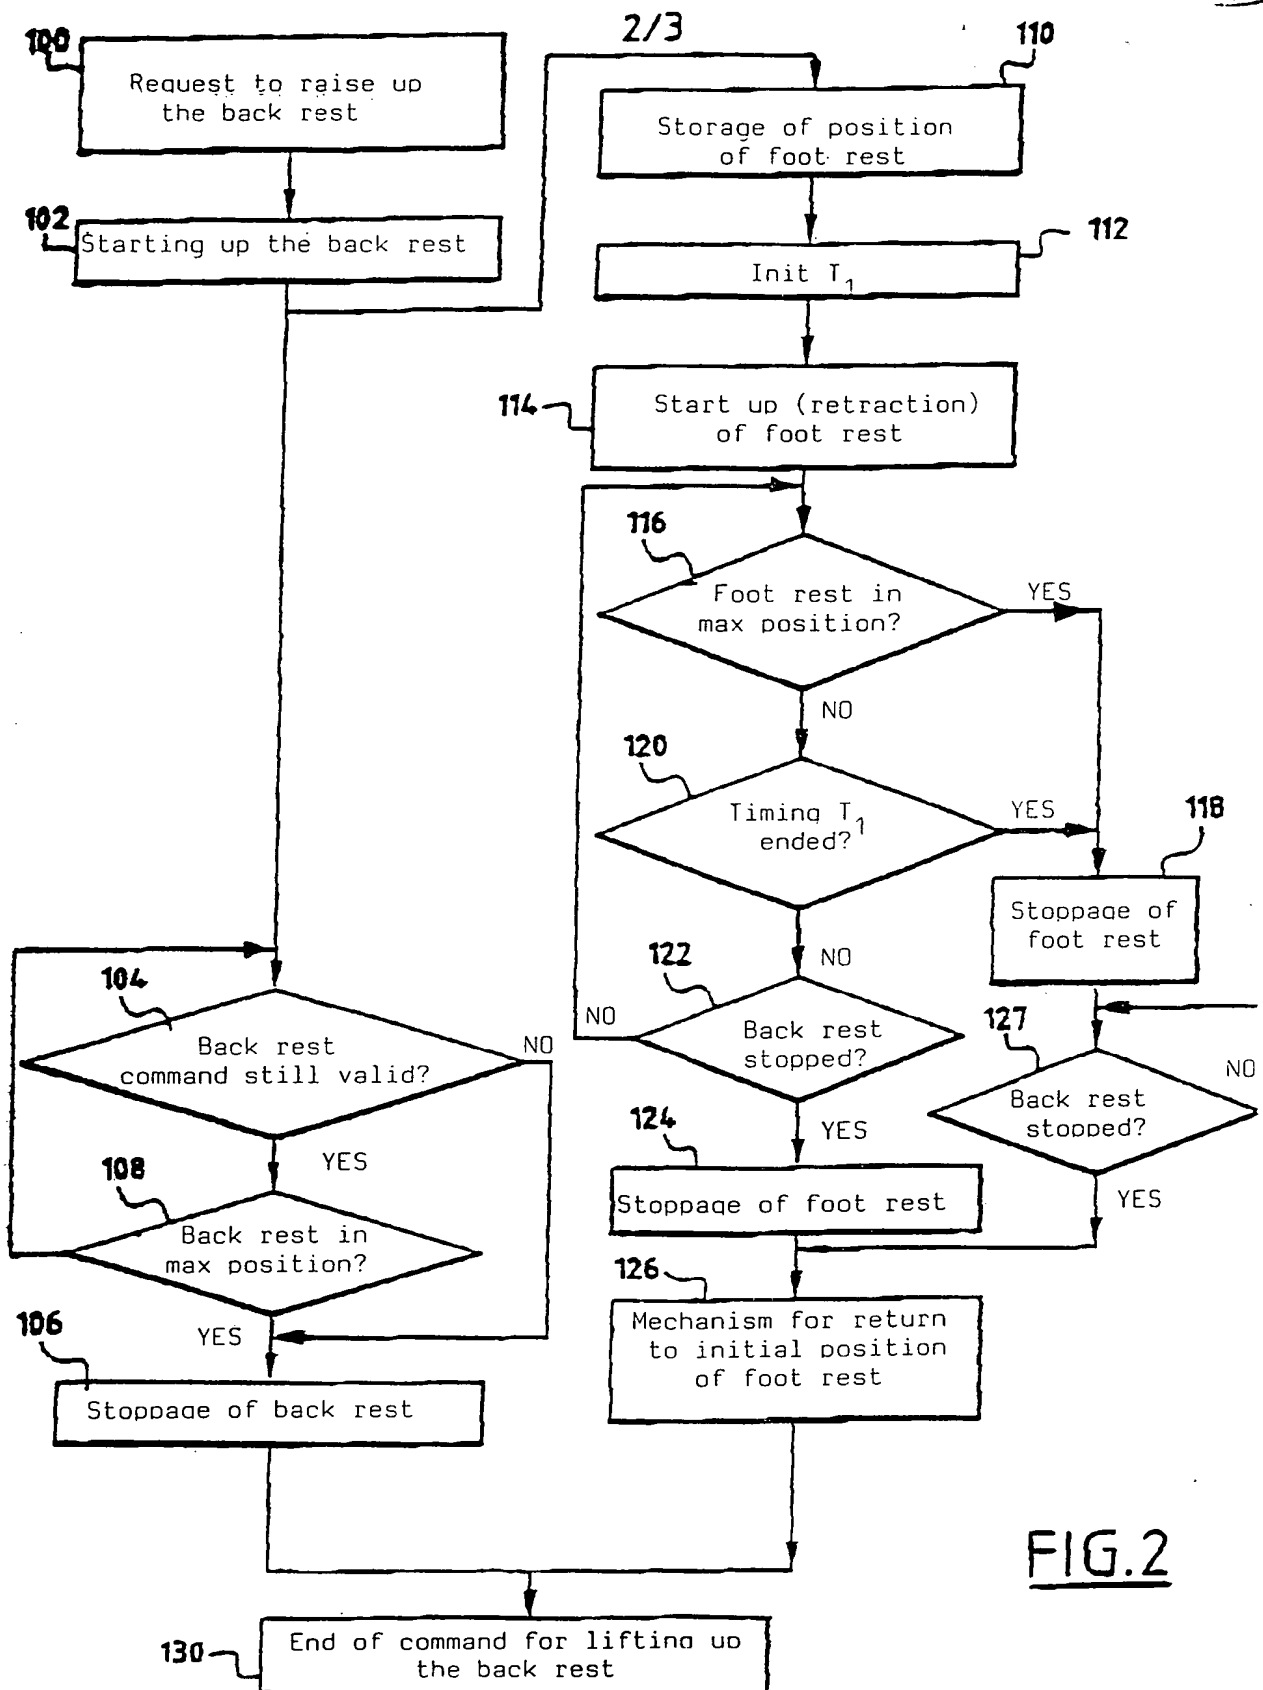 2/3
100
Request to raise up
the back rest
102
Starting up the back rest
110
Storage of position
of foot rest
112
Init T1
114
Start up (retraction)
of foot rest
116
Foot rest in
max position?
YES
NO
120
Timing T1
ended?
YES
NO
118
Stoppage of
foot rest
122
Back rest
stopped?
NO
YES
127
Back rest
stopped?
NO
YES
124
Stoppage of foot rest
126
Mechanism for return
to initial position
of foot rest
104
Back rest
command still valid?
NO
YES
108
Back rest in
max position?
YES
106
Stoppage of back rest
130
End of command for lifting up
the back rest
FIG.2